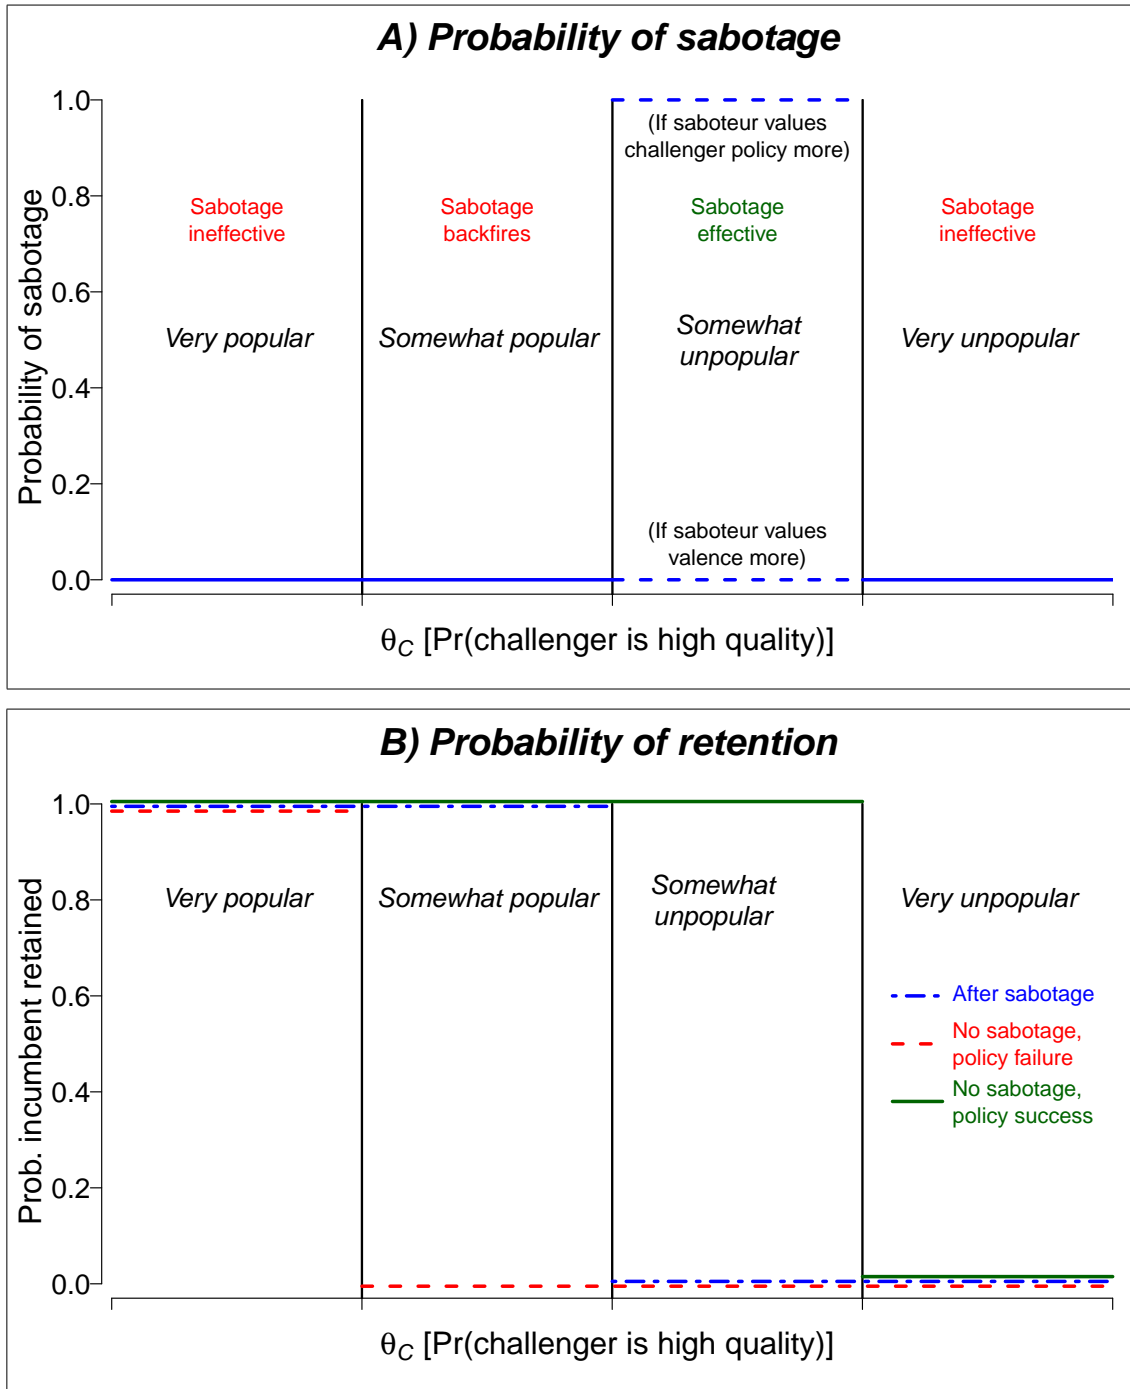 A) Probability of sabotage
Probability of sabotage
1.0
0.8
0.6
0.4
0.2
0.0
(If saboteur values
challenger policy more)
Sabotage
ineffective
Sabotage
backfires
Sabotage
effective
Sabotage
ineffective
Very popular
Somewhat popular
Somewhat
unpopular
Very unpopular
(If saboteur values
valence more)
θC [Pr(challenger is high quality)]
B) Probability of retention
Prob. incumbent retained
1.0
0.8
0.6
0.4
0.2
0.0
Very popular
Somewhat popular
Somewhat
unpopular
Very unpopular
After sabotage
No sabotage,
policy failure
No sabotage,
policy success
θC [Pr(challenger is high quality)]